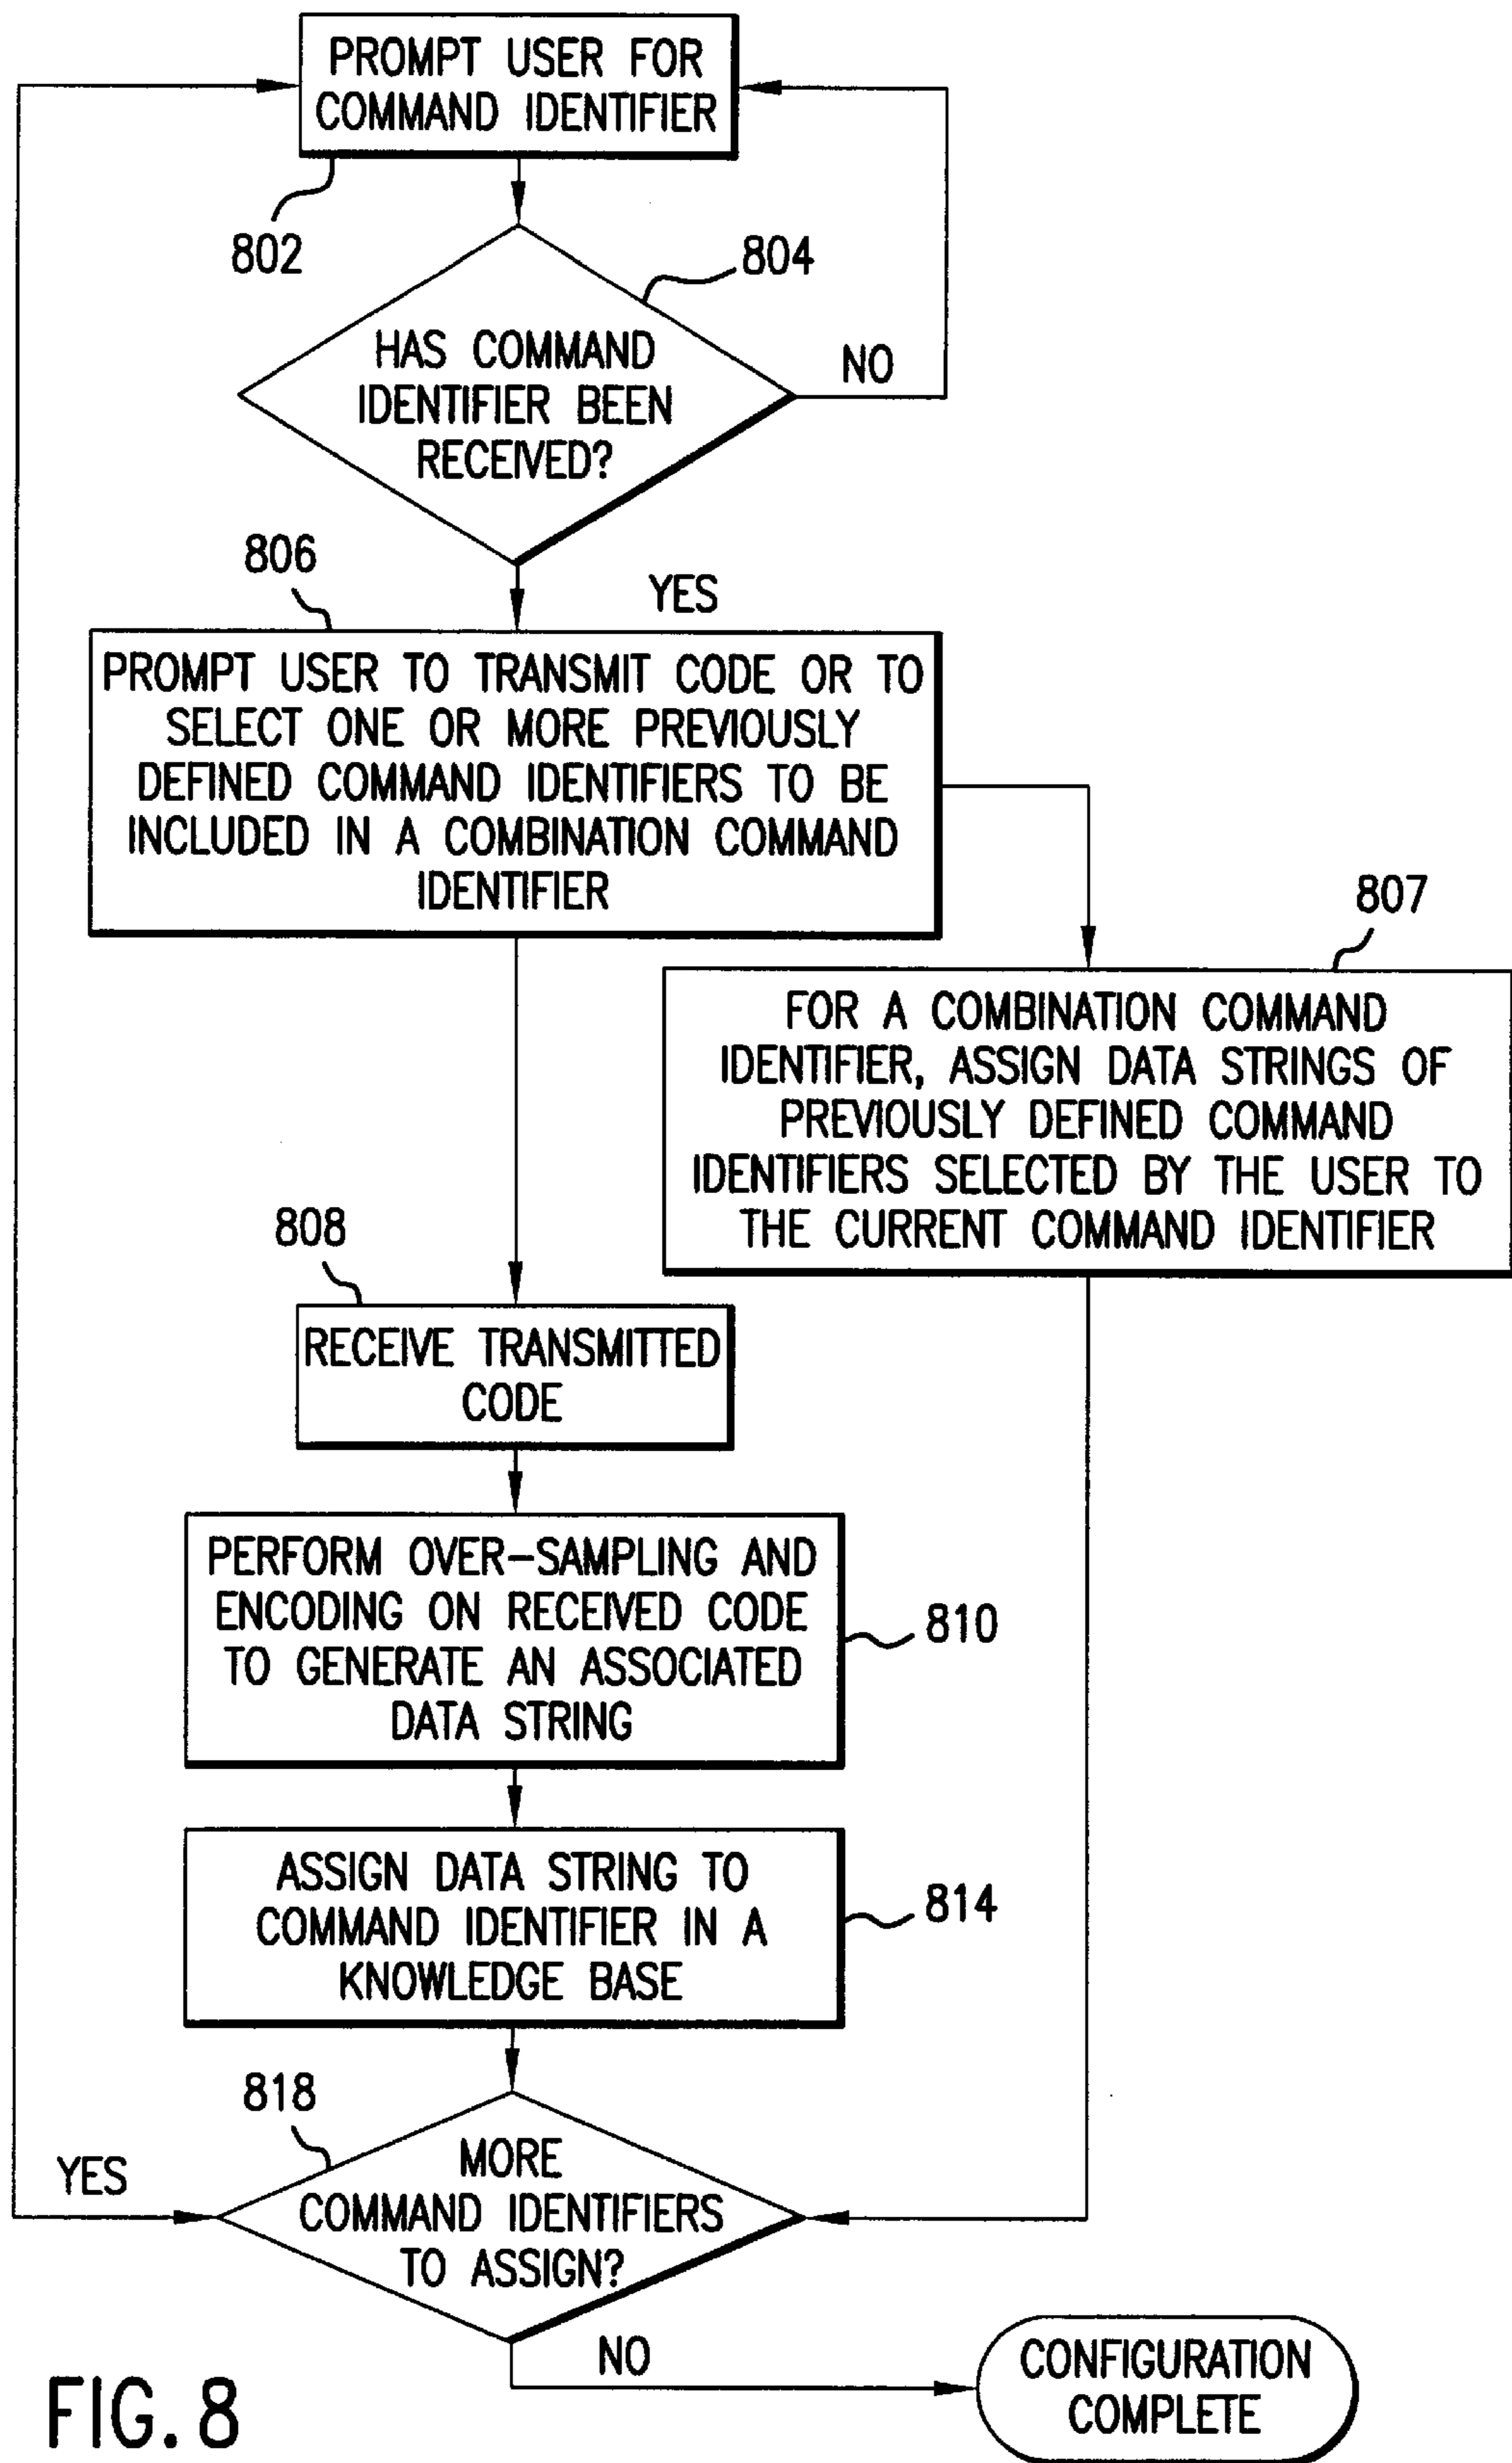 PROMPT USER FOR
COMMAND IDENTIFIER
802
804
HAS COMMAND
IDENTIFIER BEEN
RECEIVED?
NO
806
YES
PROMPT USER TO TRANSMIT CODE OR TO
SELECT ONE OR MORE PREVIOUSLY
DEFINED COMMAND IDENTIFIERS TO BE
INCLUDED IN A COMBINATION COMMAND
IDENTIFIER
807
FOR A COMBINATION COMMAND
IDENTIFIER, ASSIGN DATA STRINGS OF
PREVIOUSLY DEFINED COMMAND
IDENTIFIERS SELECTED BY THE USER TO
THE CURRENT COMMAND IDENTIFIER
808
RECEIVE TRANSMITTED
CODE
PERFORM OVER-SAMPLING AND
ENCODING ON RECEIVED CODE
TO GENERATE AN ASSOCIATED
DATA STRING
810
ASSIGN DATA STRING TO
COMMAND IDENTIFIER IN A
KNOWLEDGE BASE
814
818
YES
MORE
COMMAND IDENTIFIERS
TO ASSIGN?
NO
CONFIGURATION
COMPLETE
FIG. 8